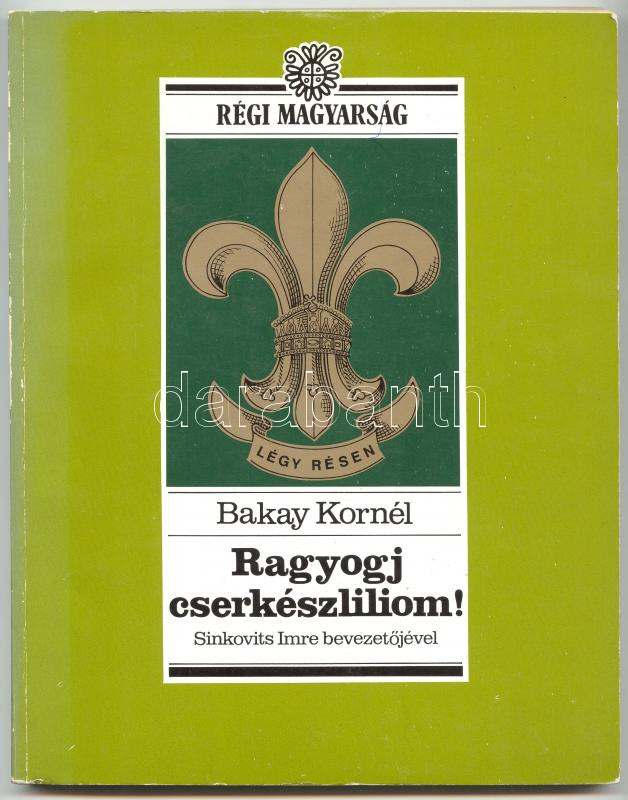 RÉGI MAGYARSÁG
LÉGY RÉSEN
darabanth
Bakay Kornél
Ragyogj
cserkészliliom!
Sinkovits Imre bevezetőjével